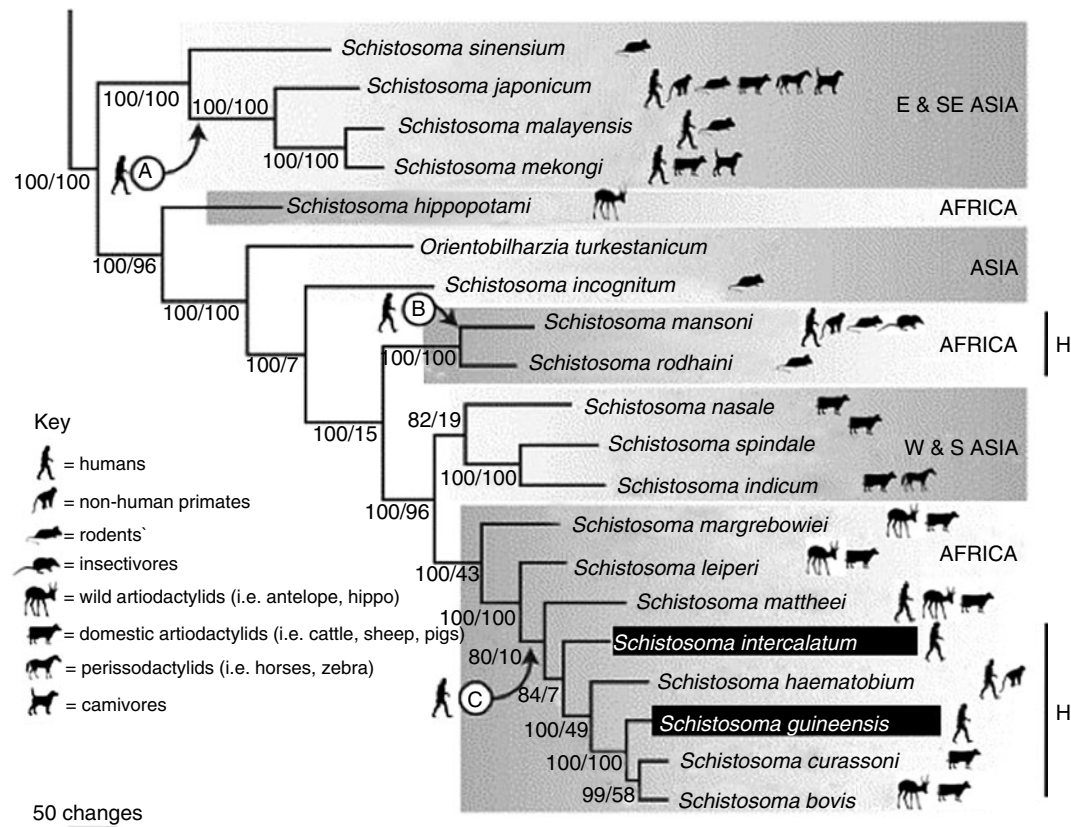 Schistosoma sinensium
100/100
100/100
Schistosoma japonicum
E & SE ASIA
Schistosoma malayensis
100/100
Schistosoma mekongi
A
100/100
Schistosoma hippopotami
AFRICA
100/96
Orientobilharzia turkestanicum
ASIA
Schistosoma incognitum
100/100
B
Schistosoma mansoni
AFRICA
H
100/100
Schistosoma rodhaini
100/7
82/19
Schistosoma nasale
100/15
Schistosoma spindale
W & S ASIA
100/100
Schistosoma indicum
100/96
Schistosoma margrebowiei
AFRICA
100/43
Schistosoma leiperi
100/100
Schistosoma mattheei
80/10
Schistosoma intercalatum
C
84/7
Schistosoma haematobium
H
100/49
Schistosoma guineensis
100/100
Schistosoma curassoni
99/58
Schistosoma bovis
Key
= humans
= non-human primates
= rodents`
= insectivores
= wild artiodactylids (i.e. antelope, hippo)
= domestic artiodactylids (i.e. cattle, sheep, pigs)
= perissodactylids (i.e. horses, zebra)
= camivores
50 changes